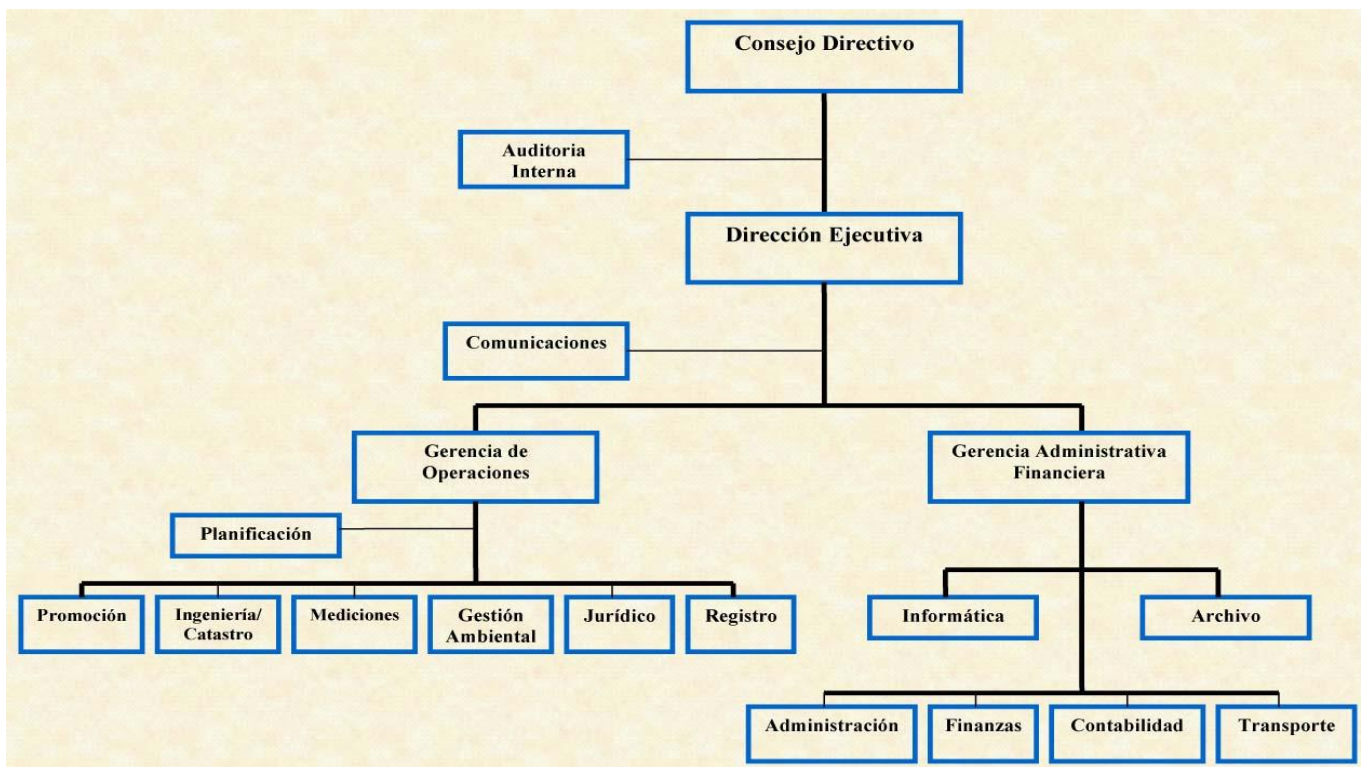 Consejo Directivo
Auditoria
Interna
Dirección Ejecutiva
Comunicaciones
Gerencia de
Operaciones
Gerencia Administrativa
Financiera
Planificación
Promoción
Ingeniería/
Catastro
Mediciones
Gestión
Ambiental
Jurídico
Registro
Informática
Archivo
Administración
Finanzas
Contabilidad
Transporte